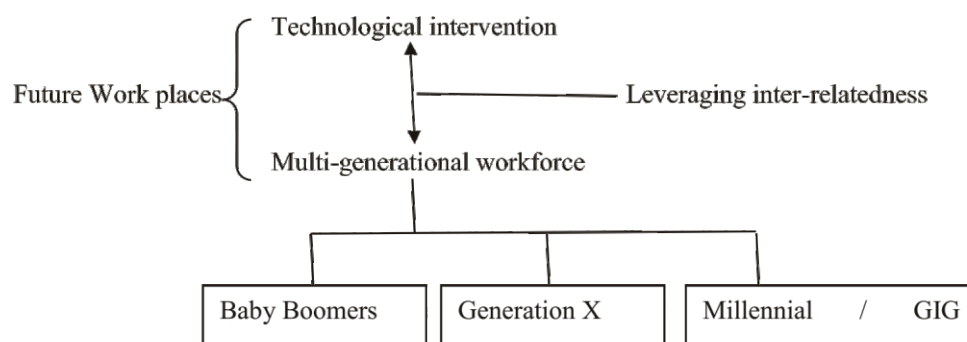 Technological intervention
Future Work places
Leveraging inter-relatedness
Multi-generational workforce
Baby Boomers
Generation X
Millennial / GIG